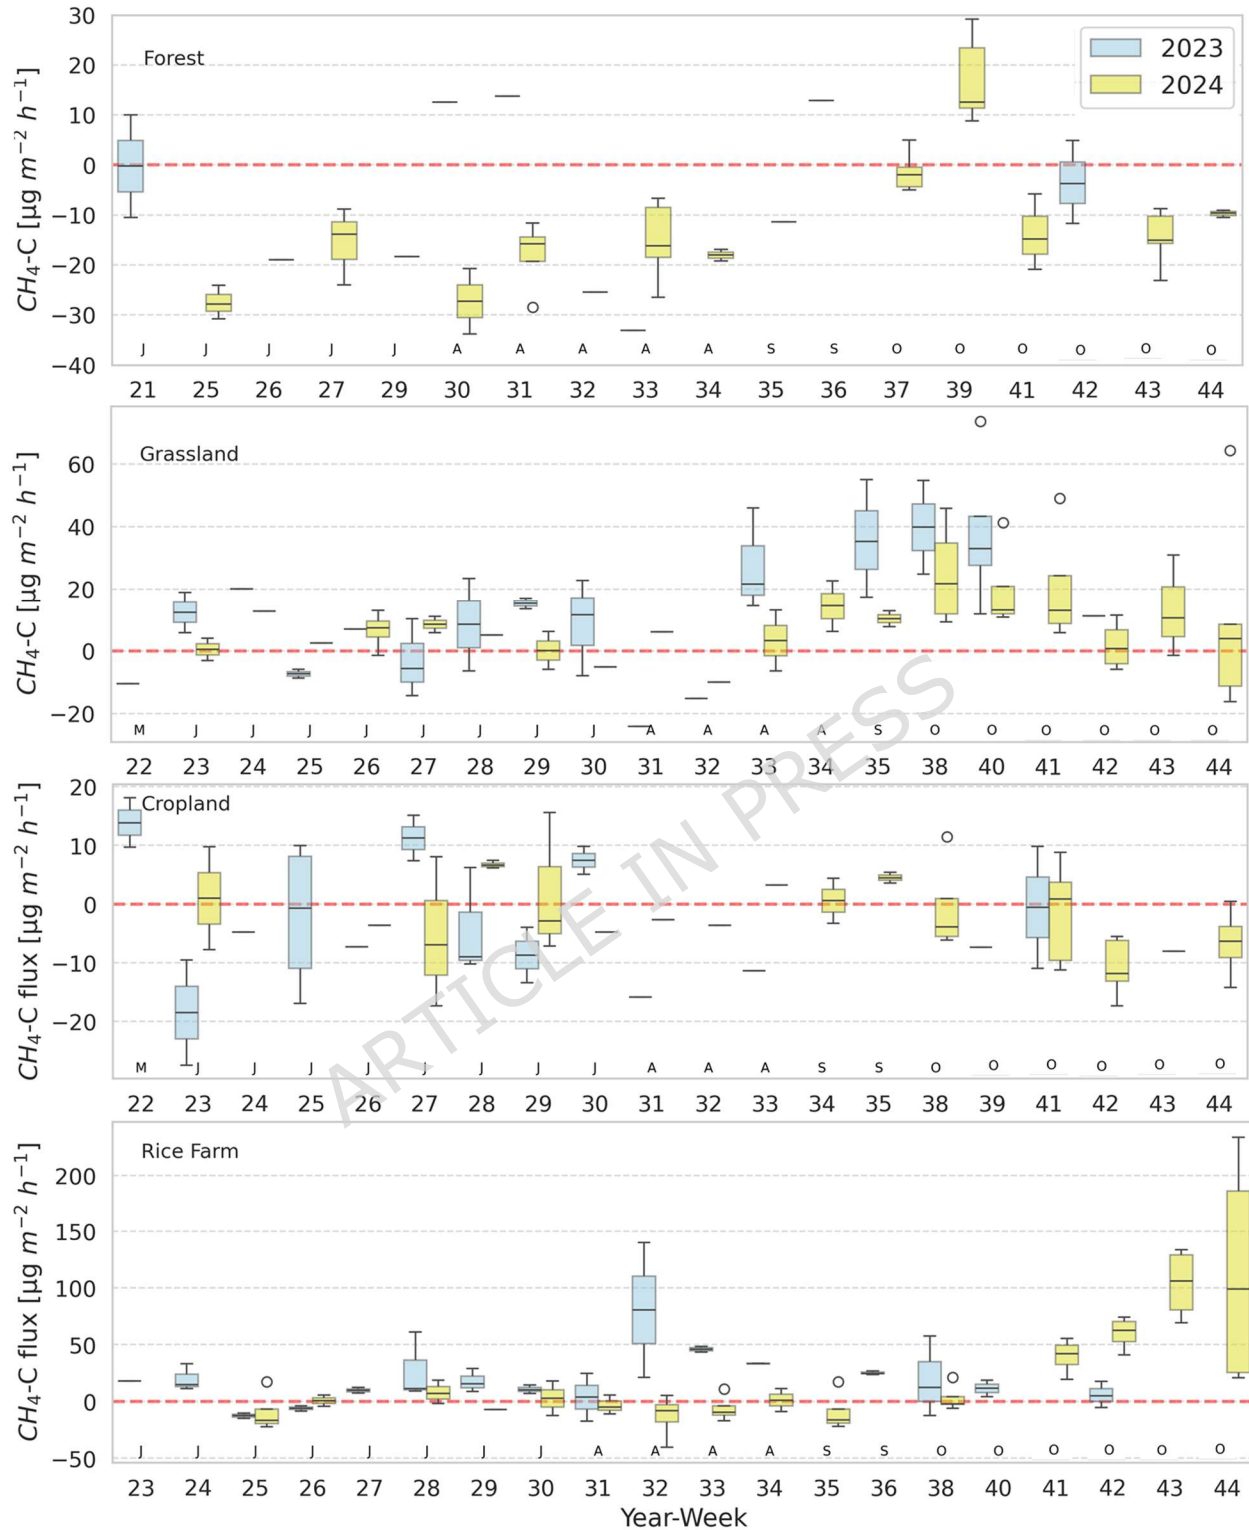 Forest
2023
2024
CH₄-C [µg m⁻² h⁻¹]
30
20
10
0
−10
−20
−30
−40
J J J J J A A A A A S S O O O O O O
21 25 26 27 29 30 31 32 33 34 35 36 37 39 41 42 43 44
Grassland
CH₄-C [µg m⁻² h⁻¹]
60
40
20
0
−20
M J J J J J J J J A A A A S O O O O O O
22 23 24 25 26 27 28 29 30 31 32 33 34 35 38 40 41 42 43 44
Cropland
CH₄-C flux [µg m⁻² h⁻¹]
20
10
0
−10
−20
M J J J J J J J J A A A S S O O O O O O
22 23 24 25 26 27 28 29 30 31 32 33 34 35 38 39 41 42 43 44
Rice Farm
CH₄-C flux [µg m⁻² h⁻¹]
200
150
100
50
0
−50
J J J J J J J J A A A A S S O O O O O O
23 24 25 26 27 28 29 30 31 32 33 34 35 36 38 40 41 42 43 44
Year-Week
ARTICLE IN PRESS